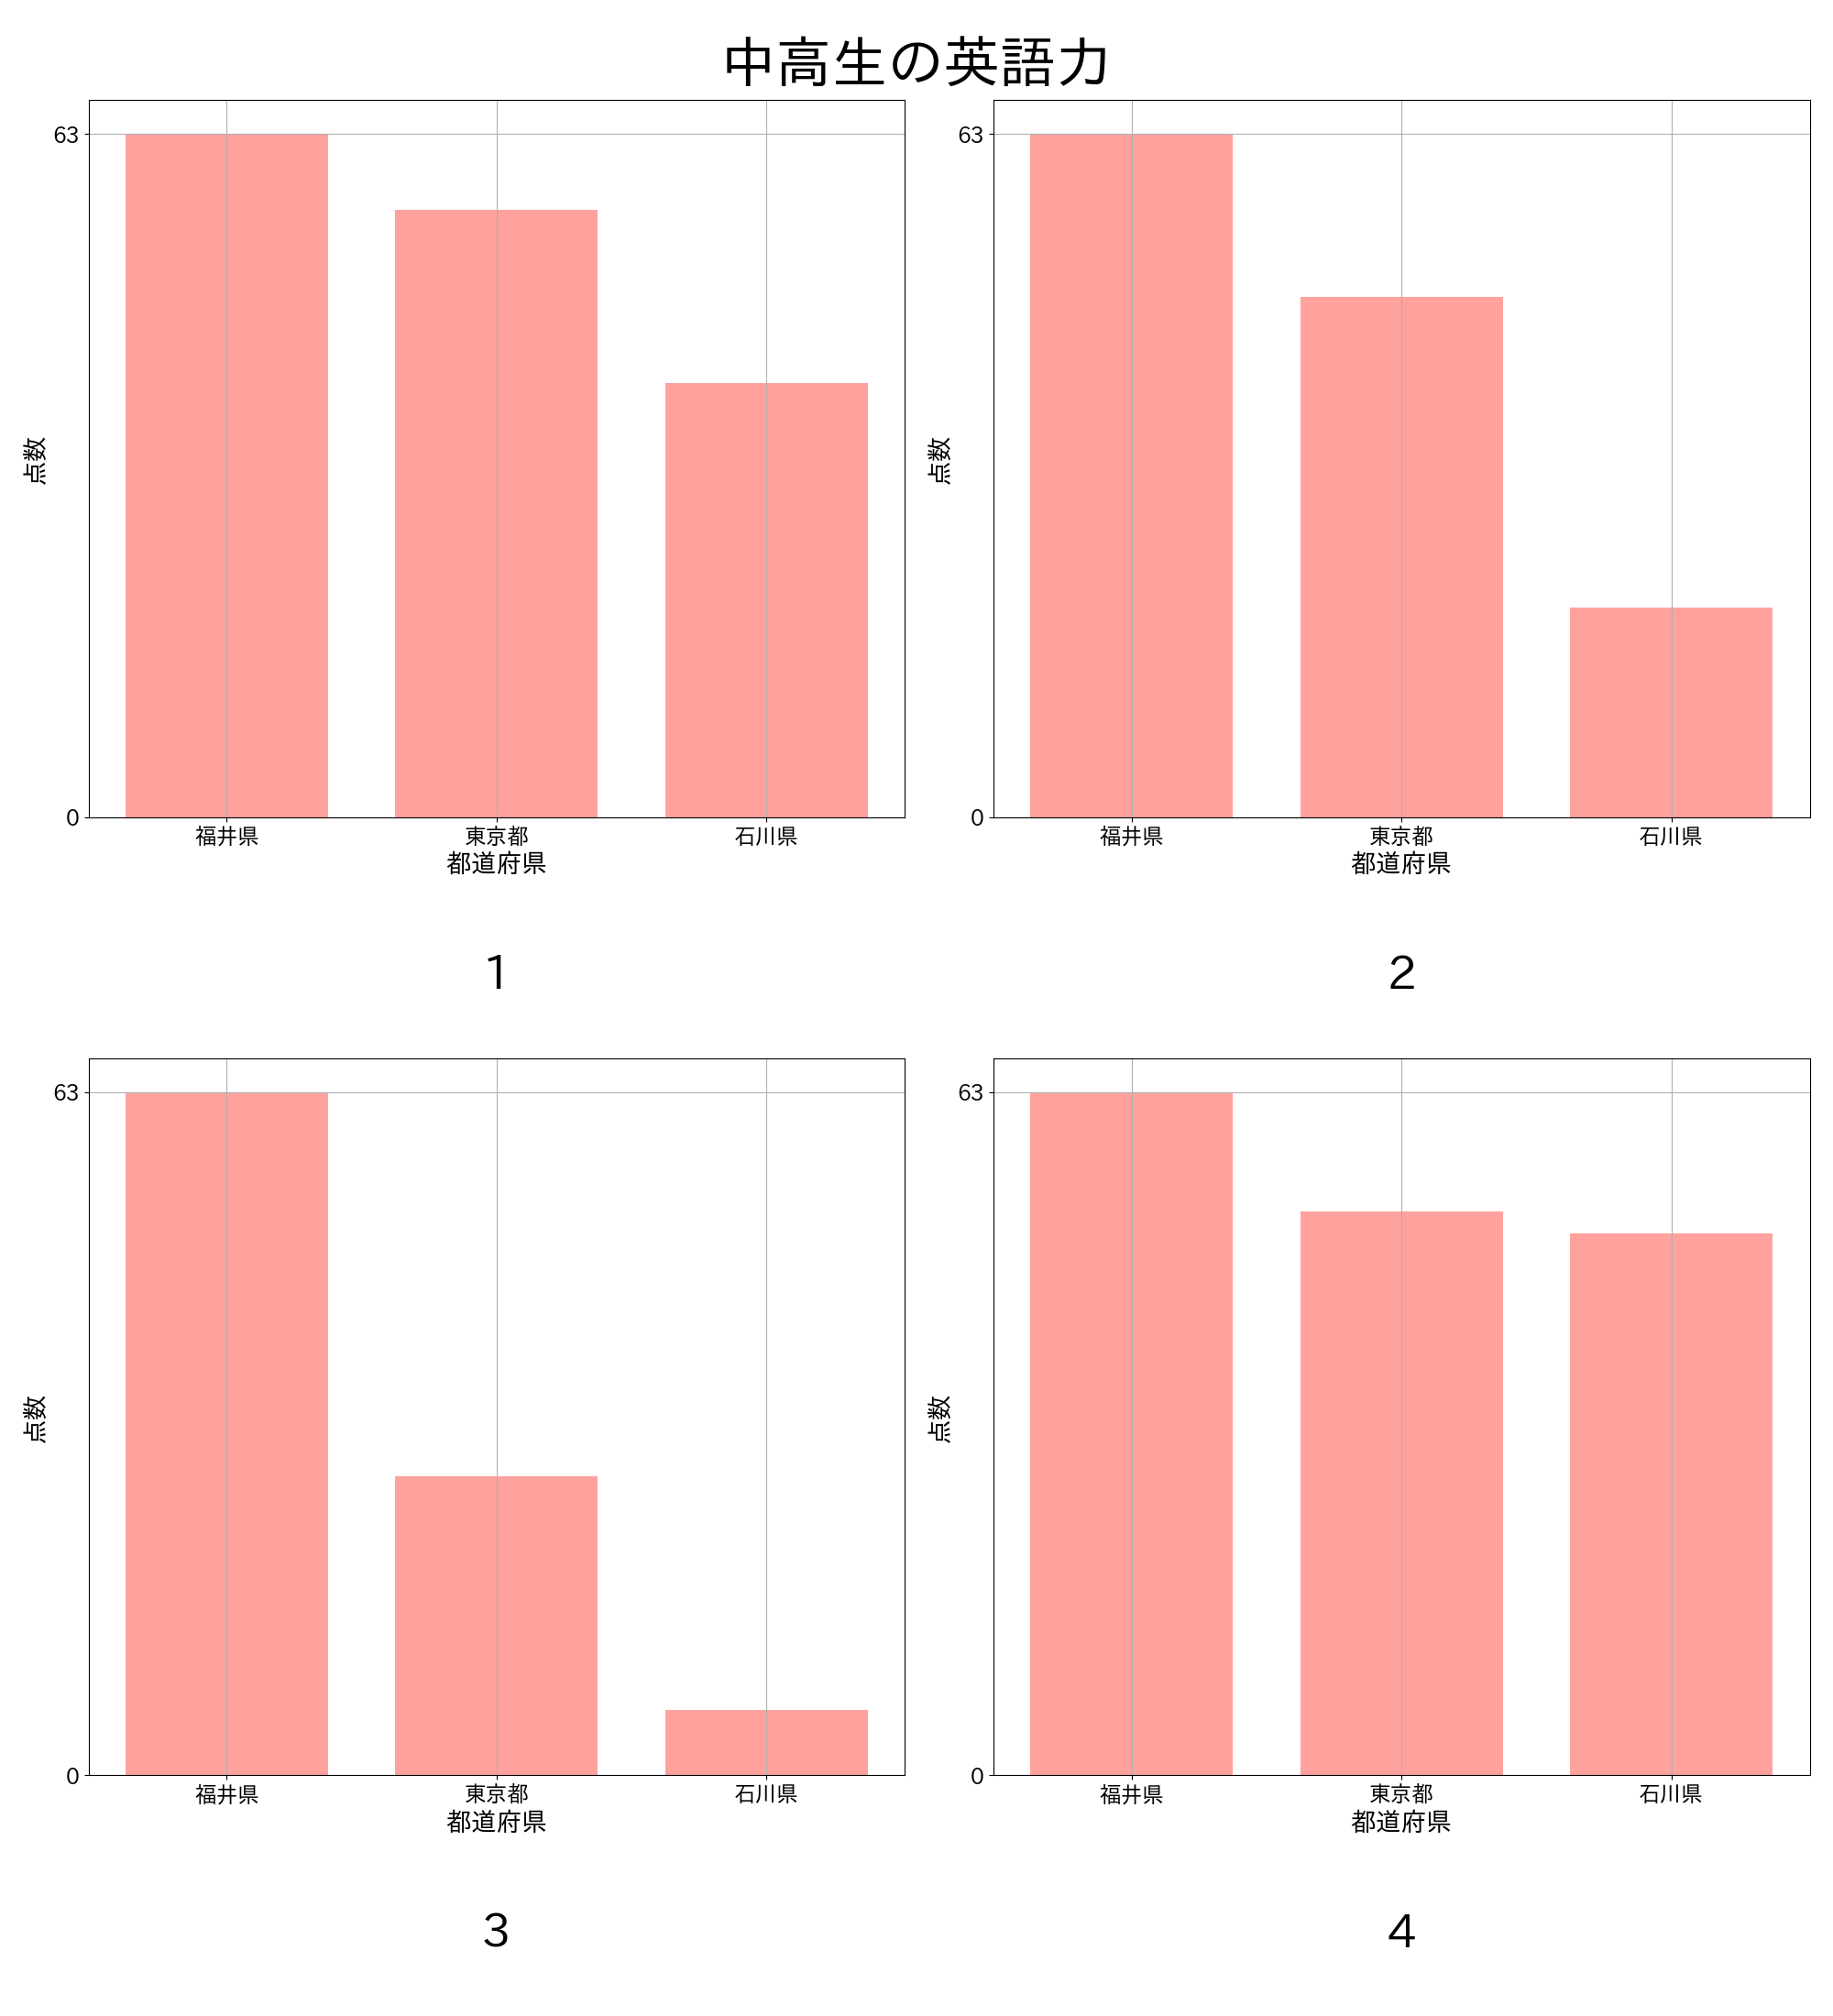 中高生の英語力
63
点数
0
福井県 東京都 石川県
都道府県
1
63
点数
0
福井県 東京都 石川県
都道府県
2
63
点数
0
福井県 東京都 石川県
都道府県
3
63
点数
0
福井県 東京都 石川県
都道府県
4